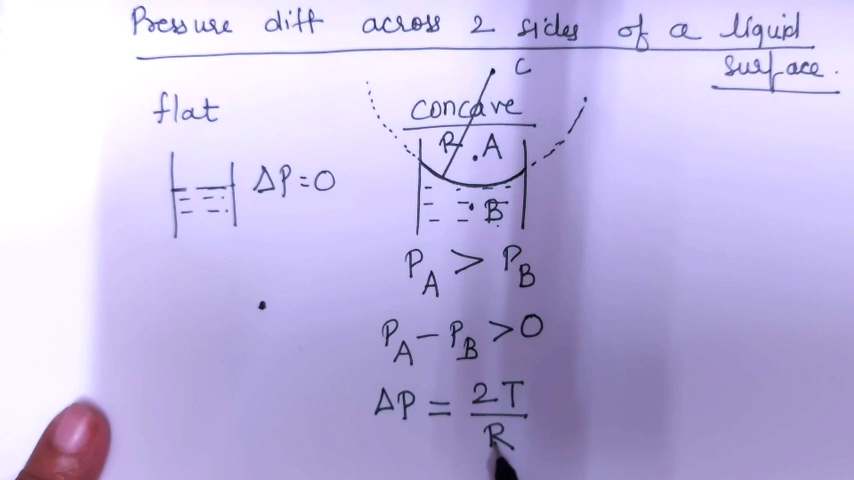 Pressure diff across 2 sides of a liquid
surface.
flat
concave
C
R
A
ΔP=0
B
P_A > P_B
P_A - P_B > 0
ΔP = 2T/R